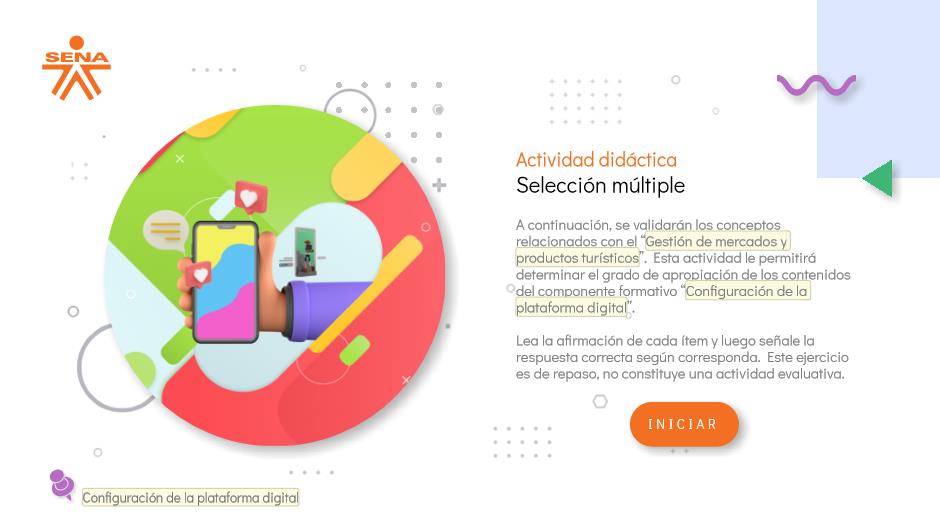 SENA
Actividad didáctica
Selección múltiple
A continuación, se validarán los conceptos
relacionados con el “Gestión de mercados y
productos turísticos”. Esta actividad le permitirá
determinar el grado de apropiación de los contenidos
del componente formativo “Configuración de la
plataforma digital”.
Lea la afirmación de cada ítem y luego señale la
respuesta correcta según corresponda. Este ejercicio
es de repaso, no constituye una actividad evaluativa.
INICIAR
Configuración de la plataforma digital